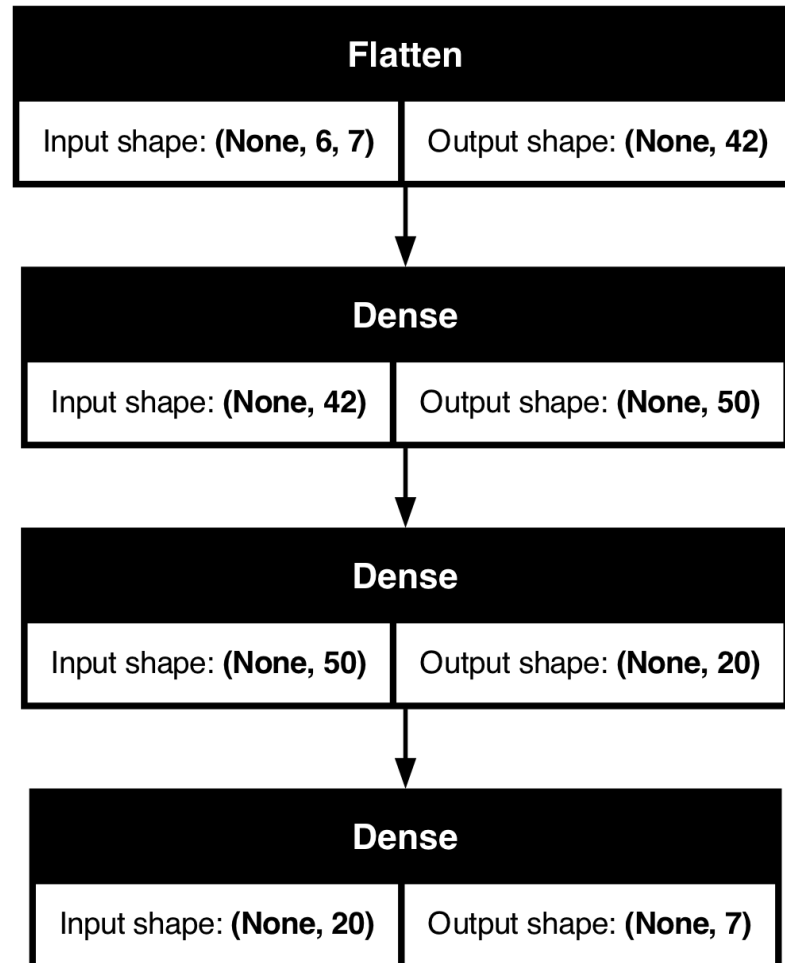 Flatten
Input shape: (None, 6, 7) Output shape: (None, 42)
Dense
Input shape: (None, 42) Output shape: (None, 50)
Dense
Input shape: (None, 50) Output shape: (None, 20)
Dense
Input shape: (None, 20) Output shape: (None, 7)